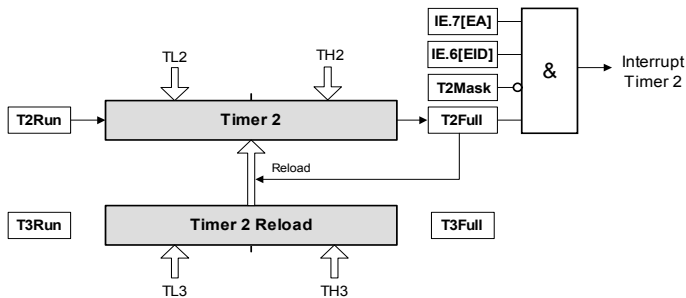 IE.7[EA]
TL2
TH2
IE.6[EID]
&
Interrupt
Timer 2
T2Mask
T2Run
Timer 2
T2Full
Reload
T3Run
Timer 2 Reload
T3Full
TL3
TH3